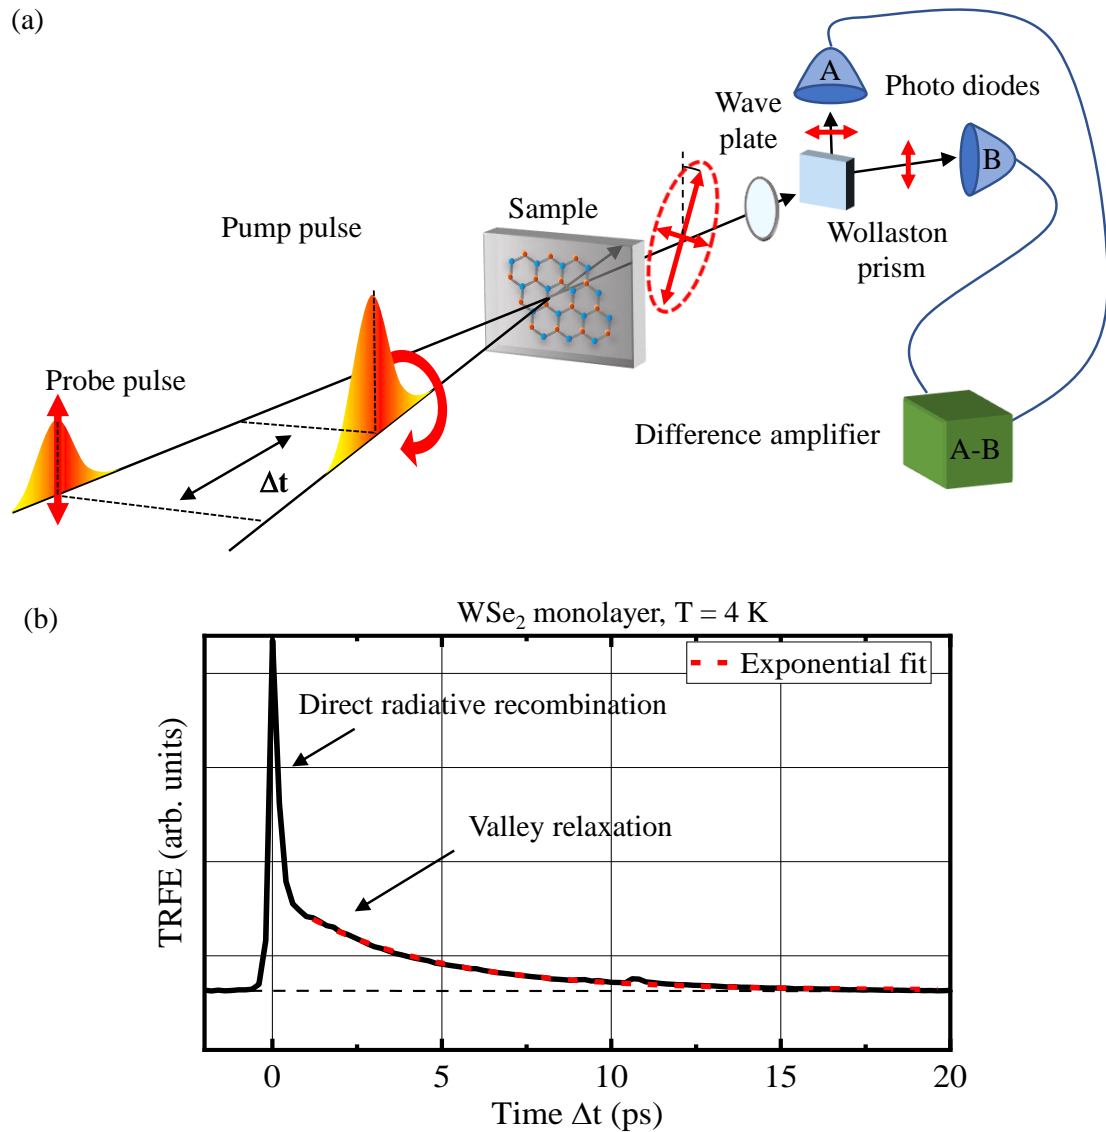 (a)
A
Photo diodes
Wave
plate
B
Sample
Pump pulse
Wollaston
prism
Probe pulse
Δt
Difference amplifier
A-B
(b)
WSe₂ monolayer, T = 4 K
Exponential fit
Direct radiative recombination
Valley relaxation
TRFE (arb. units)
0 5 10 15 20
Time Δt (ps)